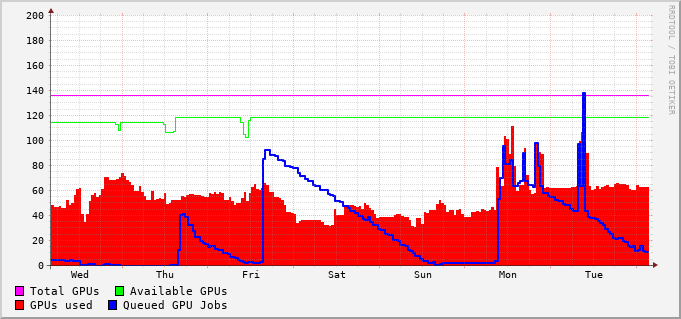 200
180
160
140
120
100
80
60
40
20
0
Wed Thu Fri Sat Sun Mon Tue
Total GPUs Available GPUs
GPUs used Queued GPU Jobs
RRDTOOL / TOBI OETIKER